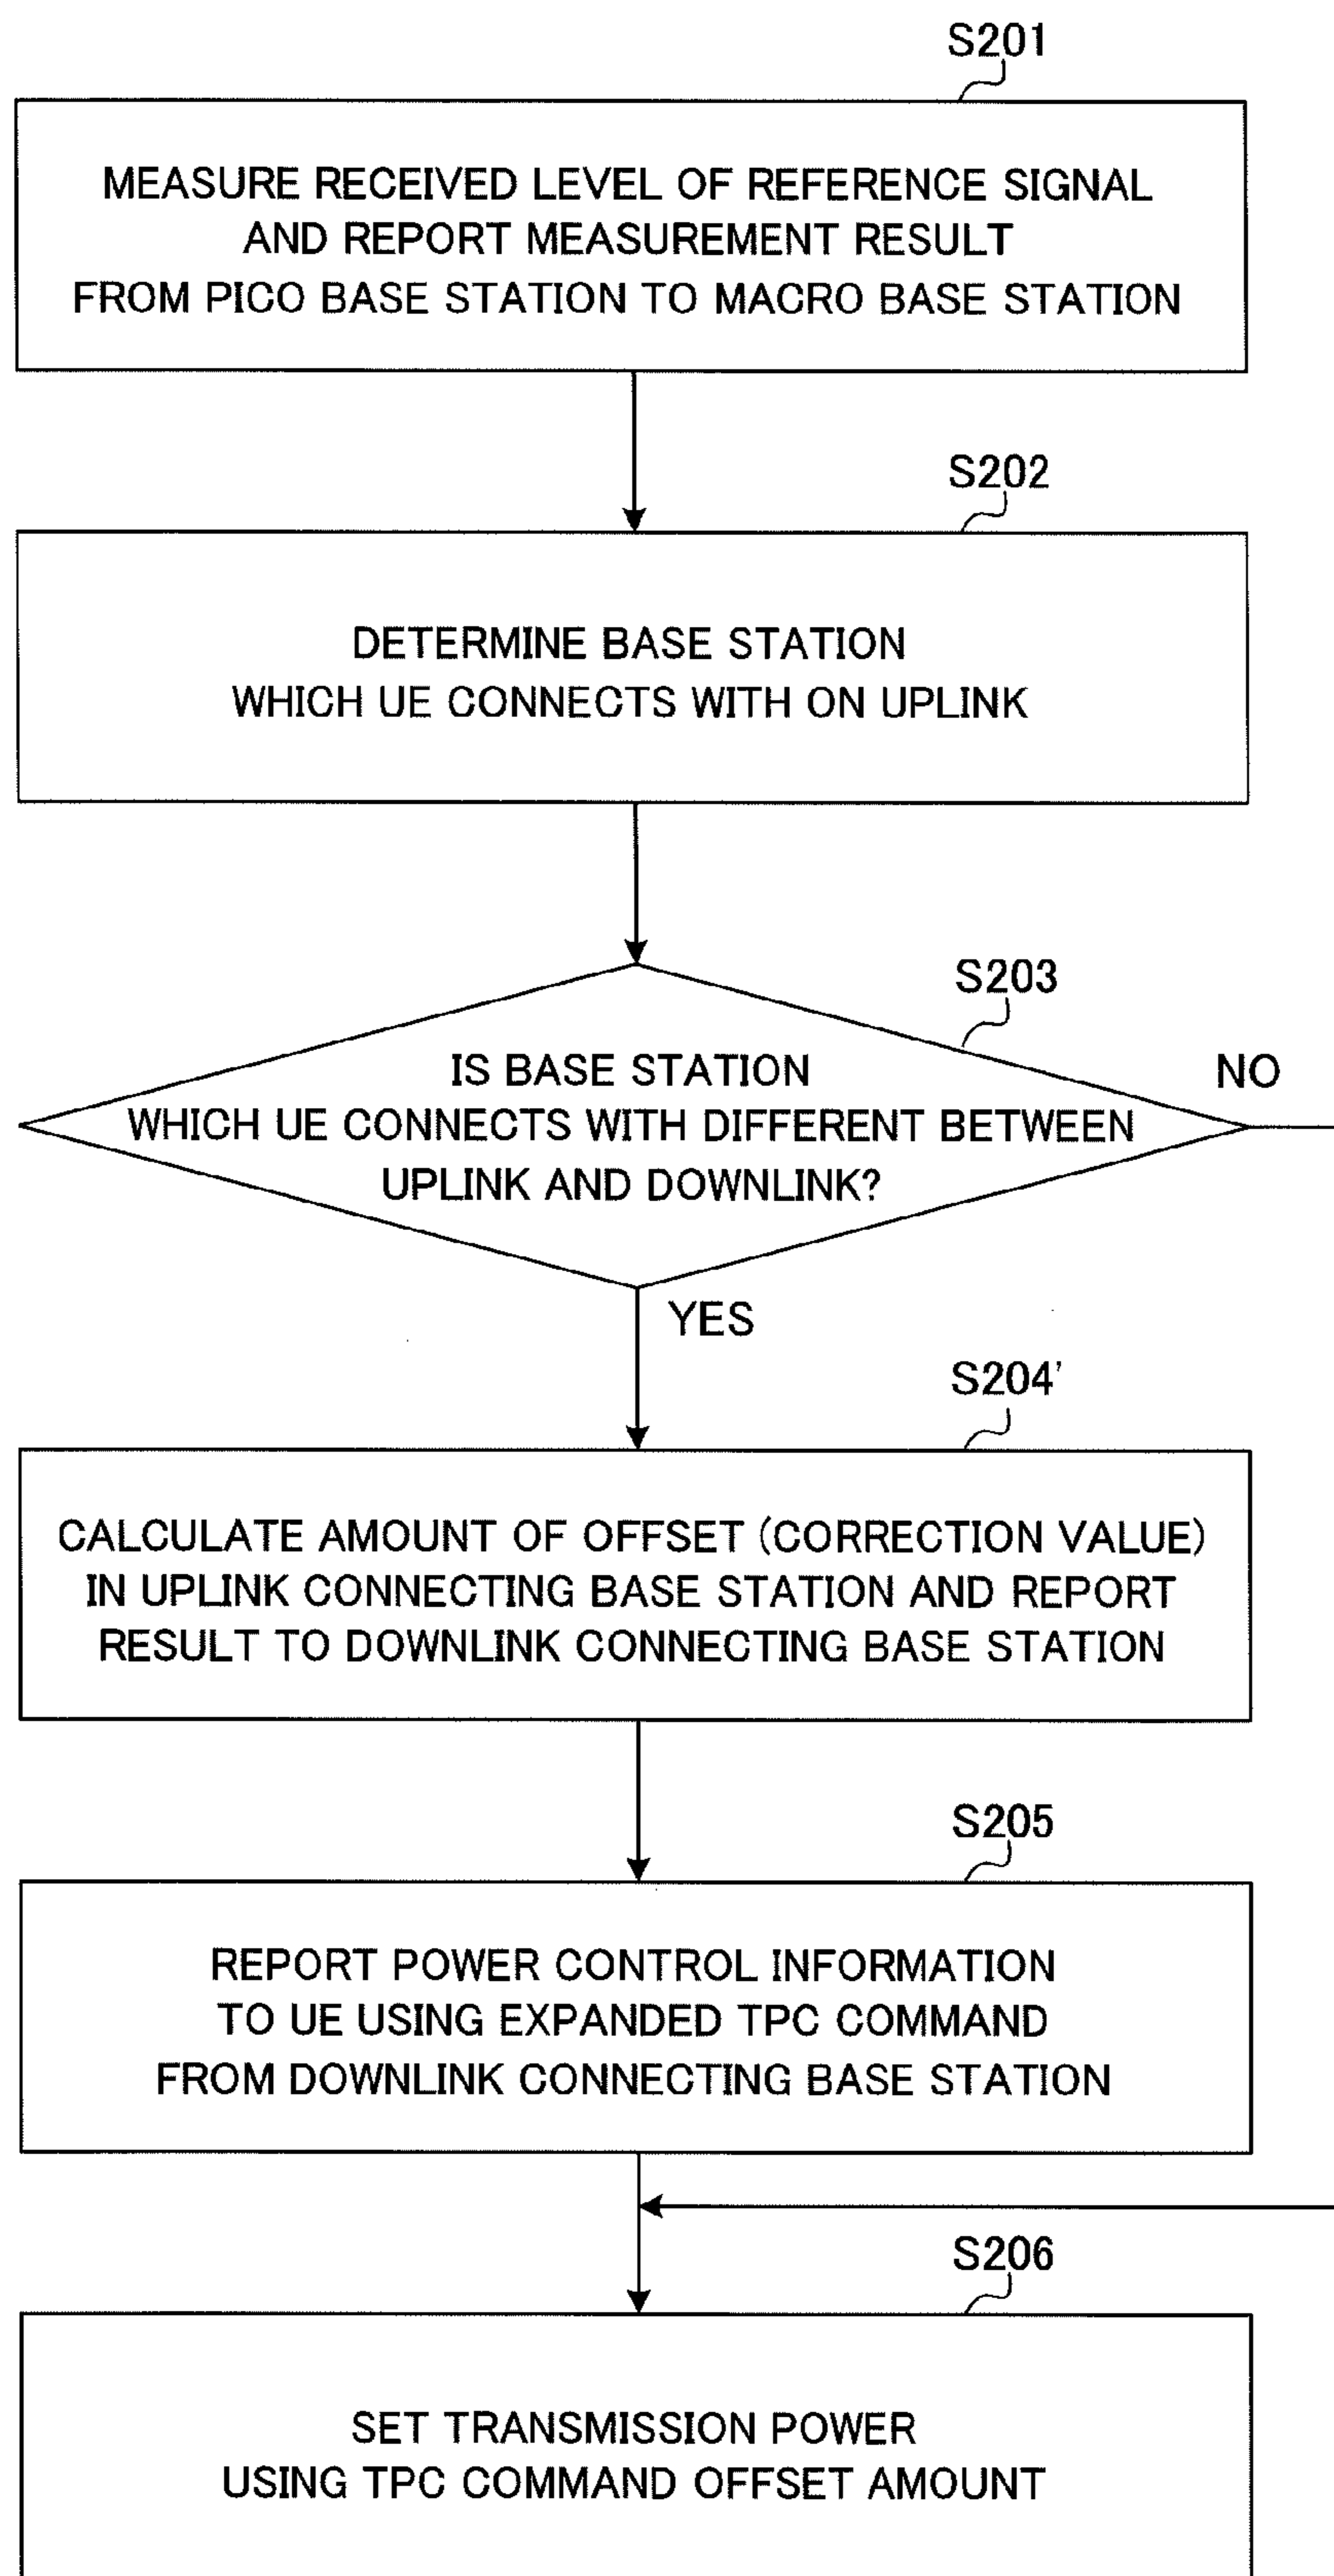 S201
MEASURE RECEIVED LEVEL OF REFERENCE SIGNAL
AND REPORT MEASUREMENT RESULT
FROM PICO BASE STATION TO MACRO BASE STATION
S202
DETERMINE BASE STATION
WHICH UE CONNECTS WITH ON UPLINK
S203
IS BASE STATION
WHICH UE CONNECTS WITH DIFFERENT BETWEEN
UPLINK AND DOWNLINK?
NO
YES
S204'
CALCULATE AMOUNT OF OFFSET (CORRECTION VALUE)
IN UPLINK CONNECTING BASE STATION AND REPORT
RESULT TO DOWNLINK CONNECTING BASE STATION
S205
REPORT POWER CONTROL INFORMATION
TO UE USING EXPANDED TPC COMMAND
FROM DOWNLINK CONNECTING BASE STATION
S206
SET TRANSMISSION POWER
USING TPC COMMAND OFFSET AMOUNT